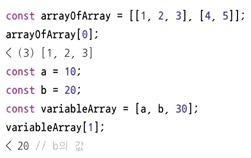 const arrayOfArray = [[1, 2, 3], [4, 5]];
arrayOfArray[0];
< (3) [1, 2, 3]
const a = 10;
const b = 20;
const variableArray = [a, b, 30];
variableArray[1];
< 20 // b의 값